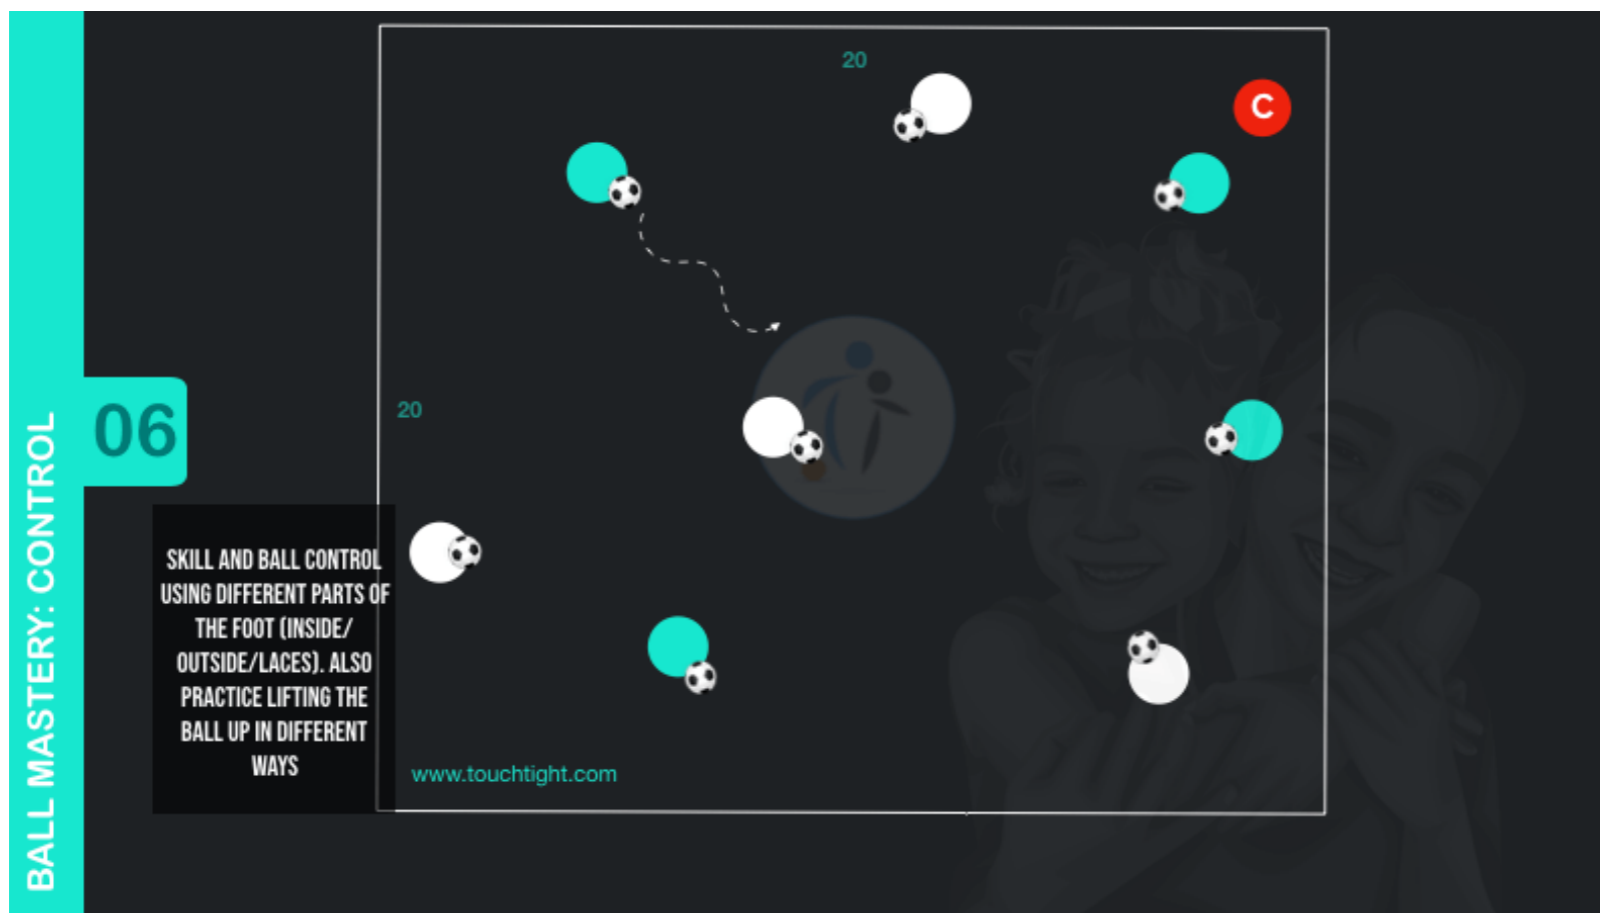 BALL MASTERY: CONTROL
06
20
C
20
SKILL AND BALL CONTROL
USING DIFFERENT PARTS OF
THE FOOT (INSIDE/
OUTSIDE/LACES). ALSO
PRACTICE LIFTING THE
BALL UP IN DIFFERENT
WAYS
www.touchtight.com